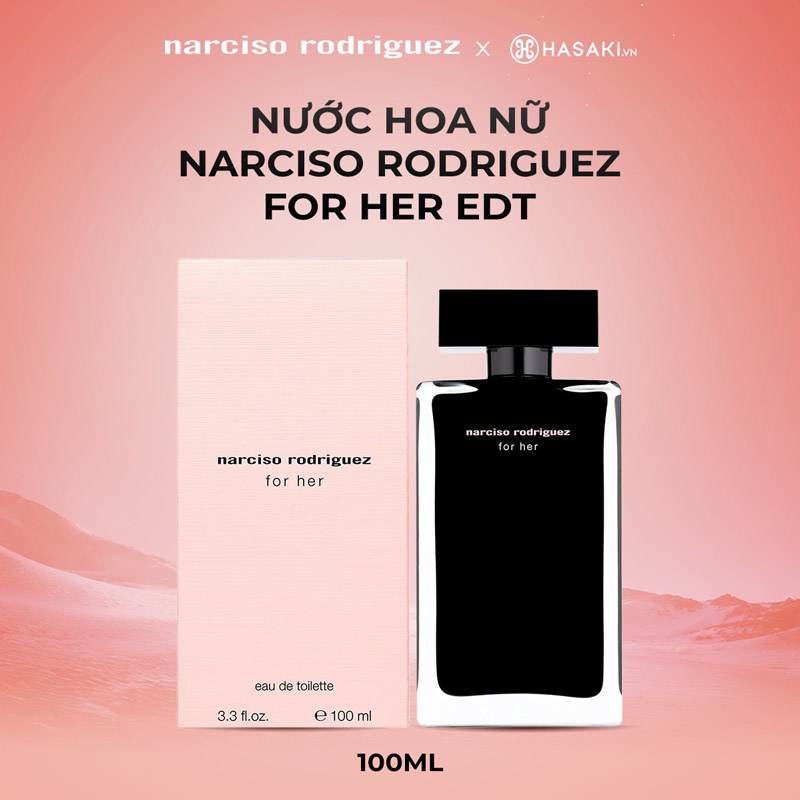 narciso rodriguez x HASAKI.VN
NƯỚC HOA NỮ
NARCISO RODRIGUEZ
FOR HER EDT
narciso rodriguez
for her
eau de toilette
3.3 fl.oz. ℮ 100 ml
narciso rodriguez
for her
100ML